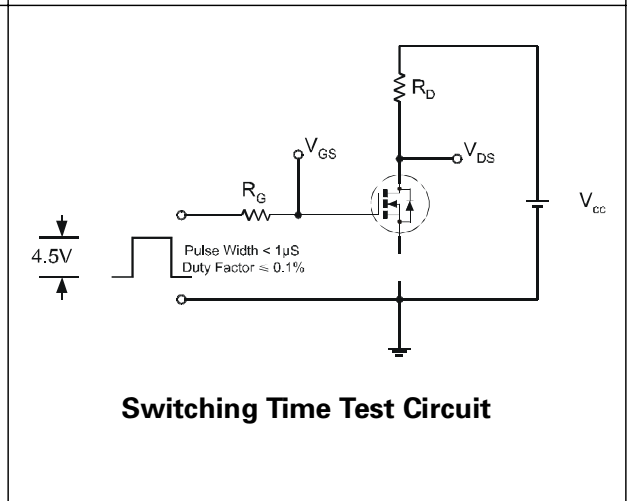 R_D
V_GS
V_DS
R_G
V_cc
4.5V
Pulse Width < 1μS
Duty Factor ≤ 0.1%
Switching Time Test Circuit